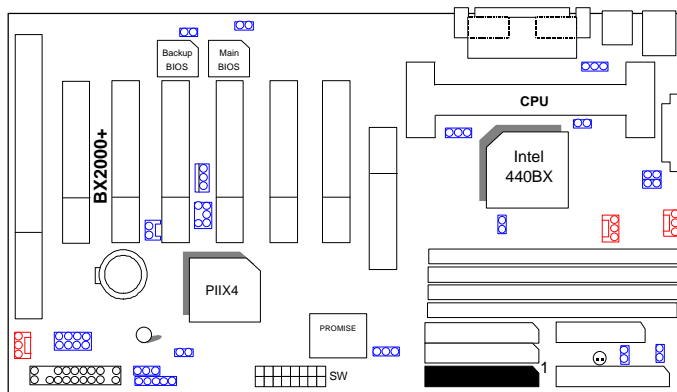 Backup
BIOS
Main
BIOS
CPU
BX2000+
Intel
440BX
PIIX4
PROMISE
SW
1